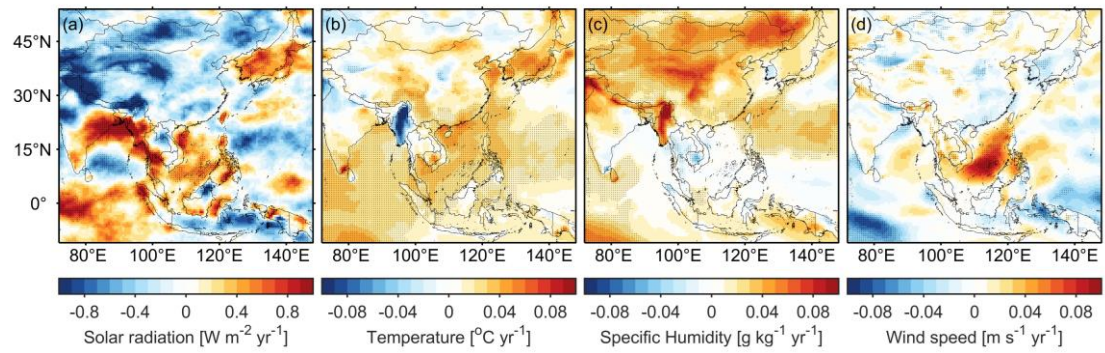 (a) (b) (c) (d)
45°N
30°N
15°N
0°
80°E 100°E 120°E 140°E 80°E 100°E 120°E 140°E 80°E 100°E 120°E 140°E 80°E 100°E 120°E 140°E
-0.8 -0.4 0 0.4 0.8 -0.08 -0.04 0 0.04 0.08 -0.08 -0.04 0 0.04 0.08 -0.08 -0.04 0 0.04 0.08
Solar radiation [W m⁻² yr⁻¹] Temperature [°C yr⁻¹] Specific Humidity [g kg⁻¹ yr⁻¹] Wind speed [m s⁻¹ yr⁻¹]